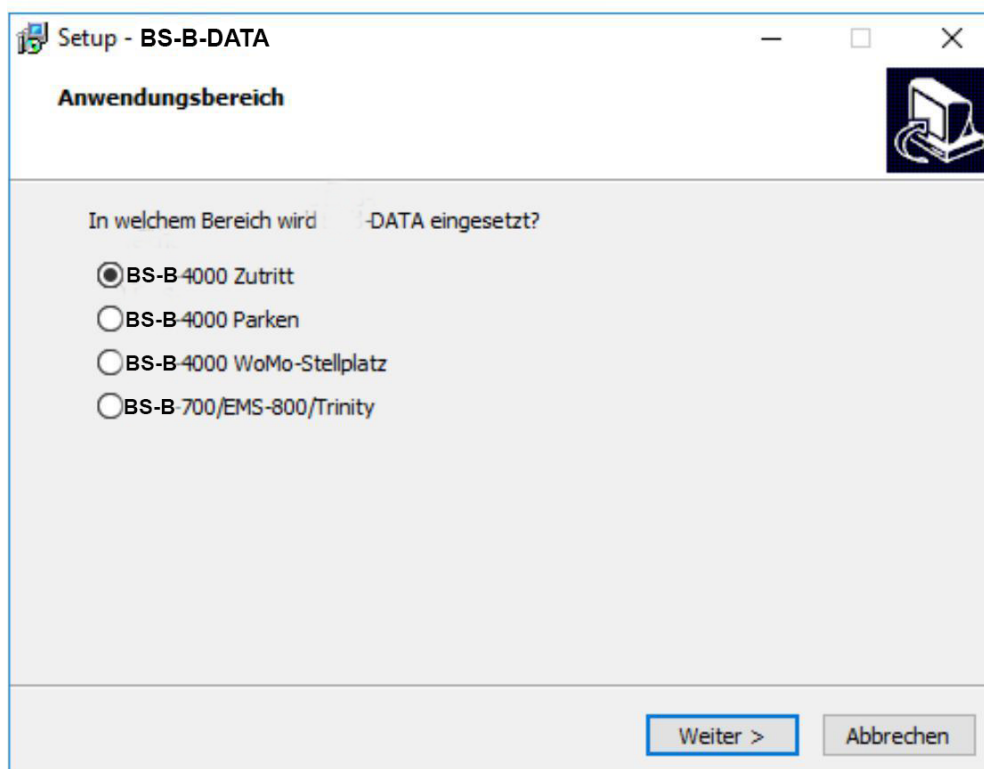 Setup - BS-B-DATA
Anwendungsbereich
In welchem Bereich wird -DATA eingesetzt?
BS-B-4000 Zutritt
BS-B-4000 Parken
BS-B-4000 WoMo-Stellplatz
BS-B-700/EMS-800/Trinity
Weiter >
Abbrechen